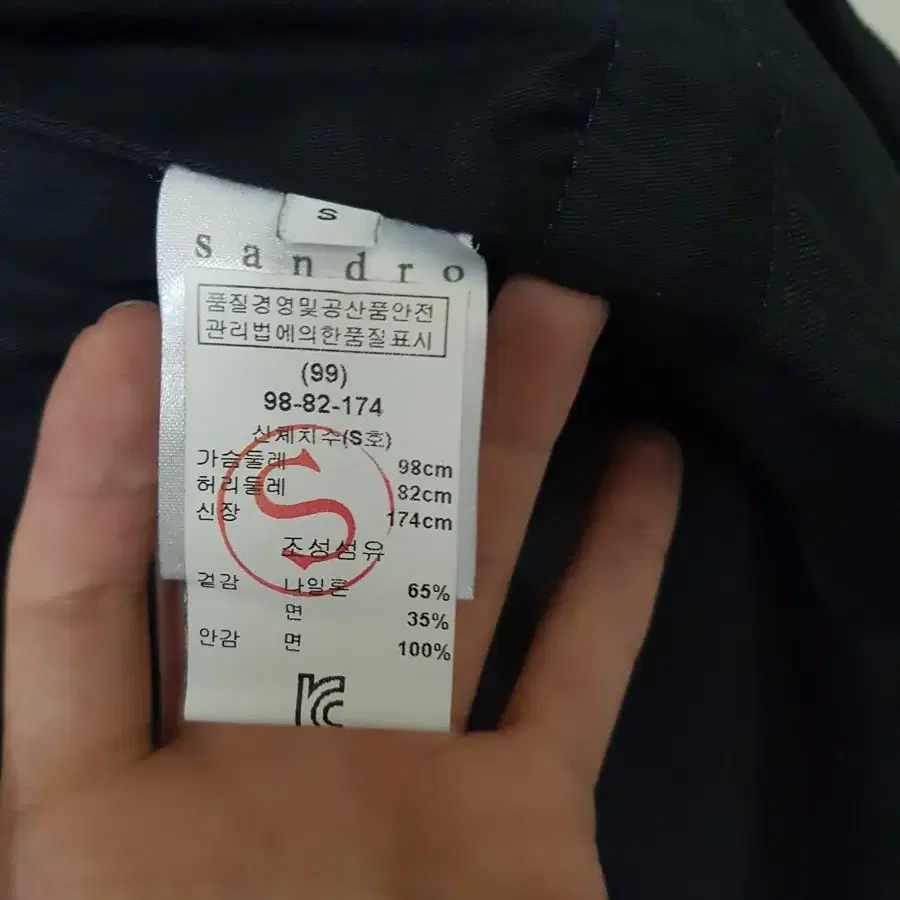 S
sandro
품질경영및공산품안전
관리법에의한품질표시
(99)
98-82-174
신체치수(S호)
가슴둘레 98cm
허리둘레 82cm
신장 174cm
S
조성섬유
겉감 나일론 65%
면 35%
안감 면 100%
KC